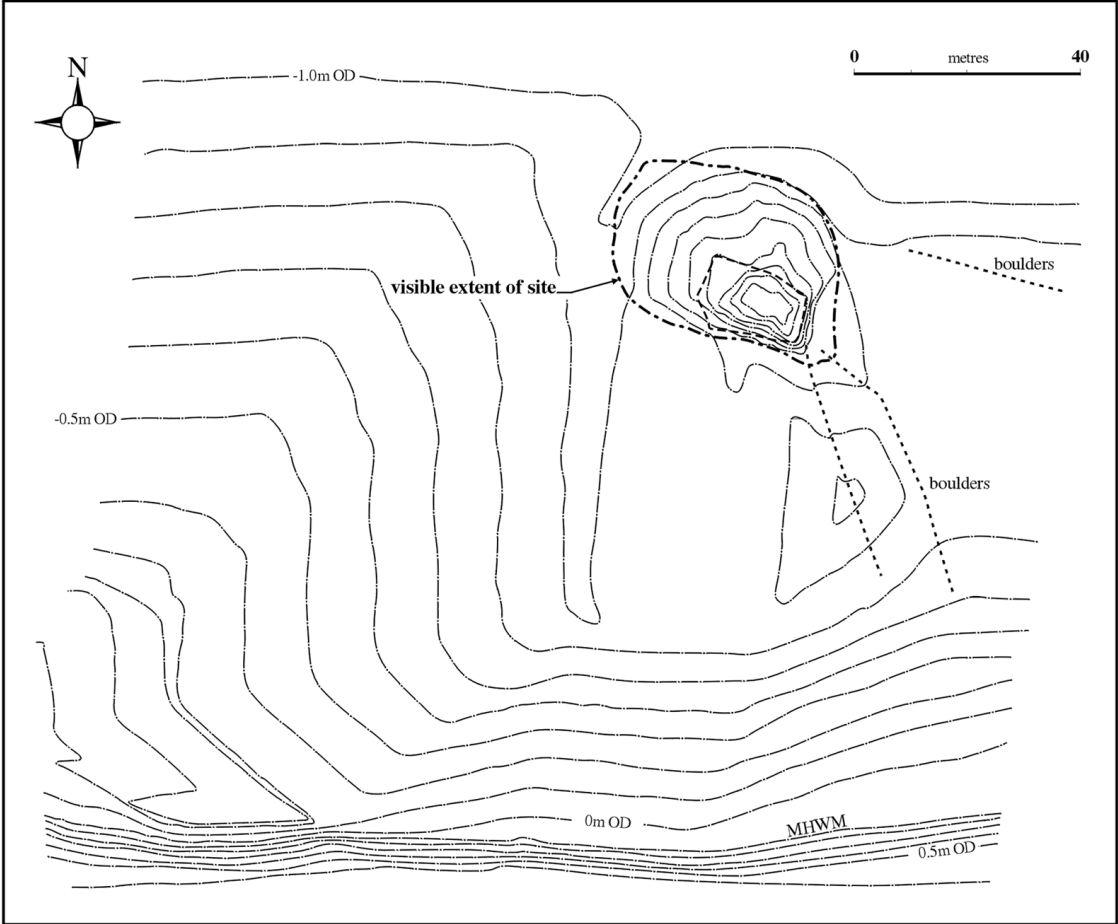 N
0 metres 40
-1.0m OD
boulders
visible extent of site
-0.5m OD
boulders
0m OD
MHWM
0.5m OD